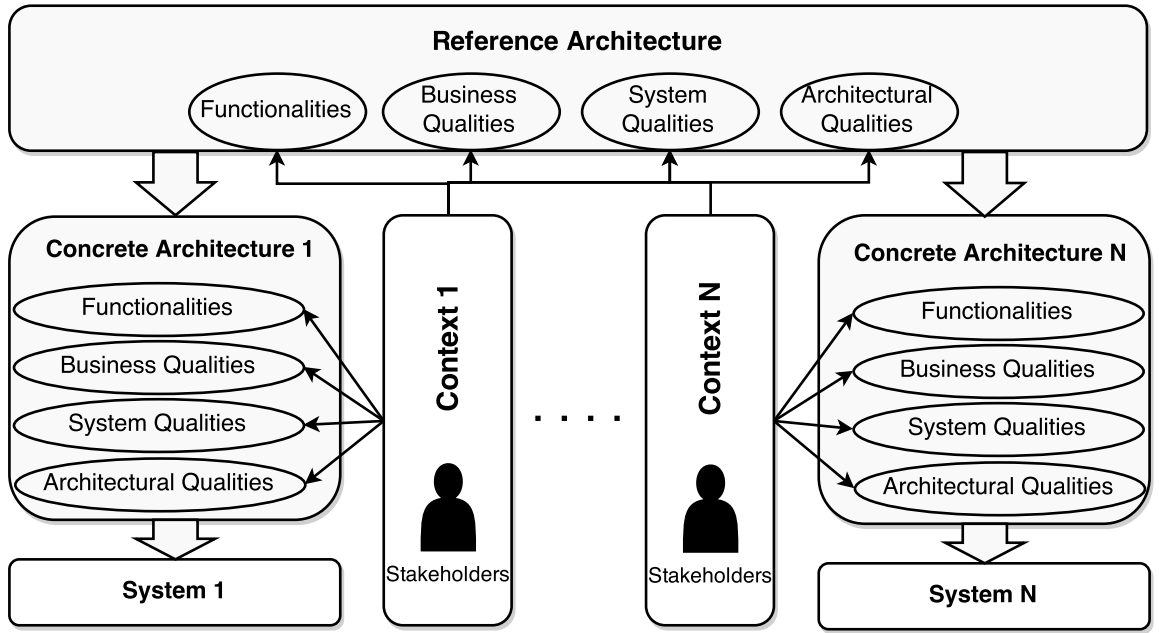 Reference Architecture
Functionalities
Business
Qualities
System
Qualities
Architectural
Qualities
Concrete Architecture 1
Functionalities
Business Qualities
System Qualities
Architectural Qualities
System 1
Context 1
Stakeholders
. . . .
Context N
Stakeholders
Concrete Architecture N
Functionalities
Business Qualities
System Qualities
Architectural Qualities
System N